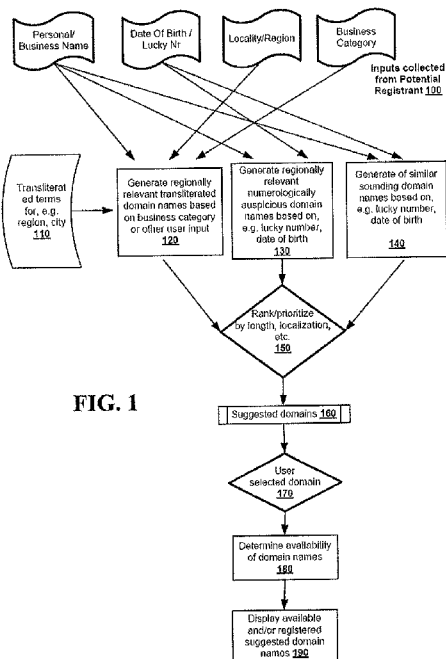 Personal/
Business Name
Date Of Birth /
Lucky Nr
Locality/Region
Business
Category
Inputs collected
from Potential
Registrant 100
Transliterat
ed terms
for, e.g.
region, city
110
Generate regionally
relevant transliterated
domain names based
on business category
or other user input
120
Generate regionally
relevant
numerologically
auspicious domain
names based on,
e.g. lucky number,
date of birth
130
Generate of similar
sounding domain
names based on,
e.g. lucky number,
date of birth
140
Rank/prioritize
by length, localization,
etc.
150
FIG. 1
Suggested domains 160
User
selected domain
170
Determine availability
of domain names
180
Display available
and/or registered
suggested domain
names 190